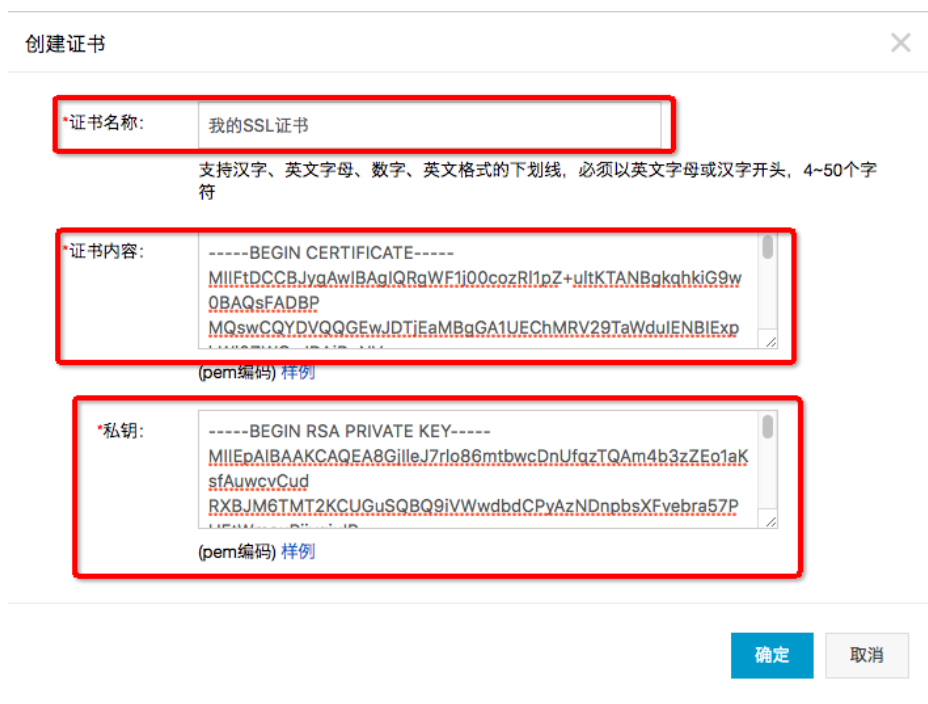 创建证书
*证书名称: 我的SSL证书
支持汉字、英文字母、数字、英文格式的下划线，必须以英文字母或汉字开头，4~50个字
符
*证书内容: -----BEGIN CERTIFICATE-----
MIIFtDCCBJygAwIBAgIQRgWF1j00cozRl1pZ+ultKTANBgkqhkiG9w
0BAQsFADBP
MQswCQYDVQQGEwJDTjEaMBgGA1UEChMRV29TaWduIENBIExp
(pem编码) 样例
*私钥: -----BEGIN RSA PRIVATE KEY-----
MIIEpAIBAAKCAQEA8GjlleJ7rlo86mtbwcDnUfqzTQAm4b3zZEo1aK
sfAuwcvCud
RXBJM6TMT2KCUGuSQBQ9iVWwdbdCPyAzNDnpbsXFvebra57P
(pem编码) 样例
确定 取消